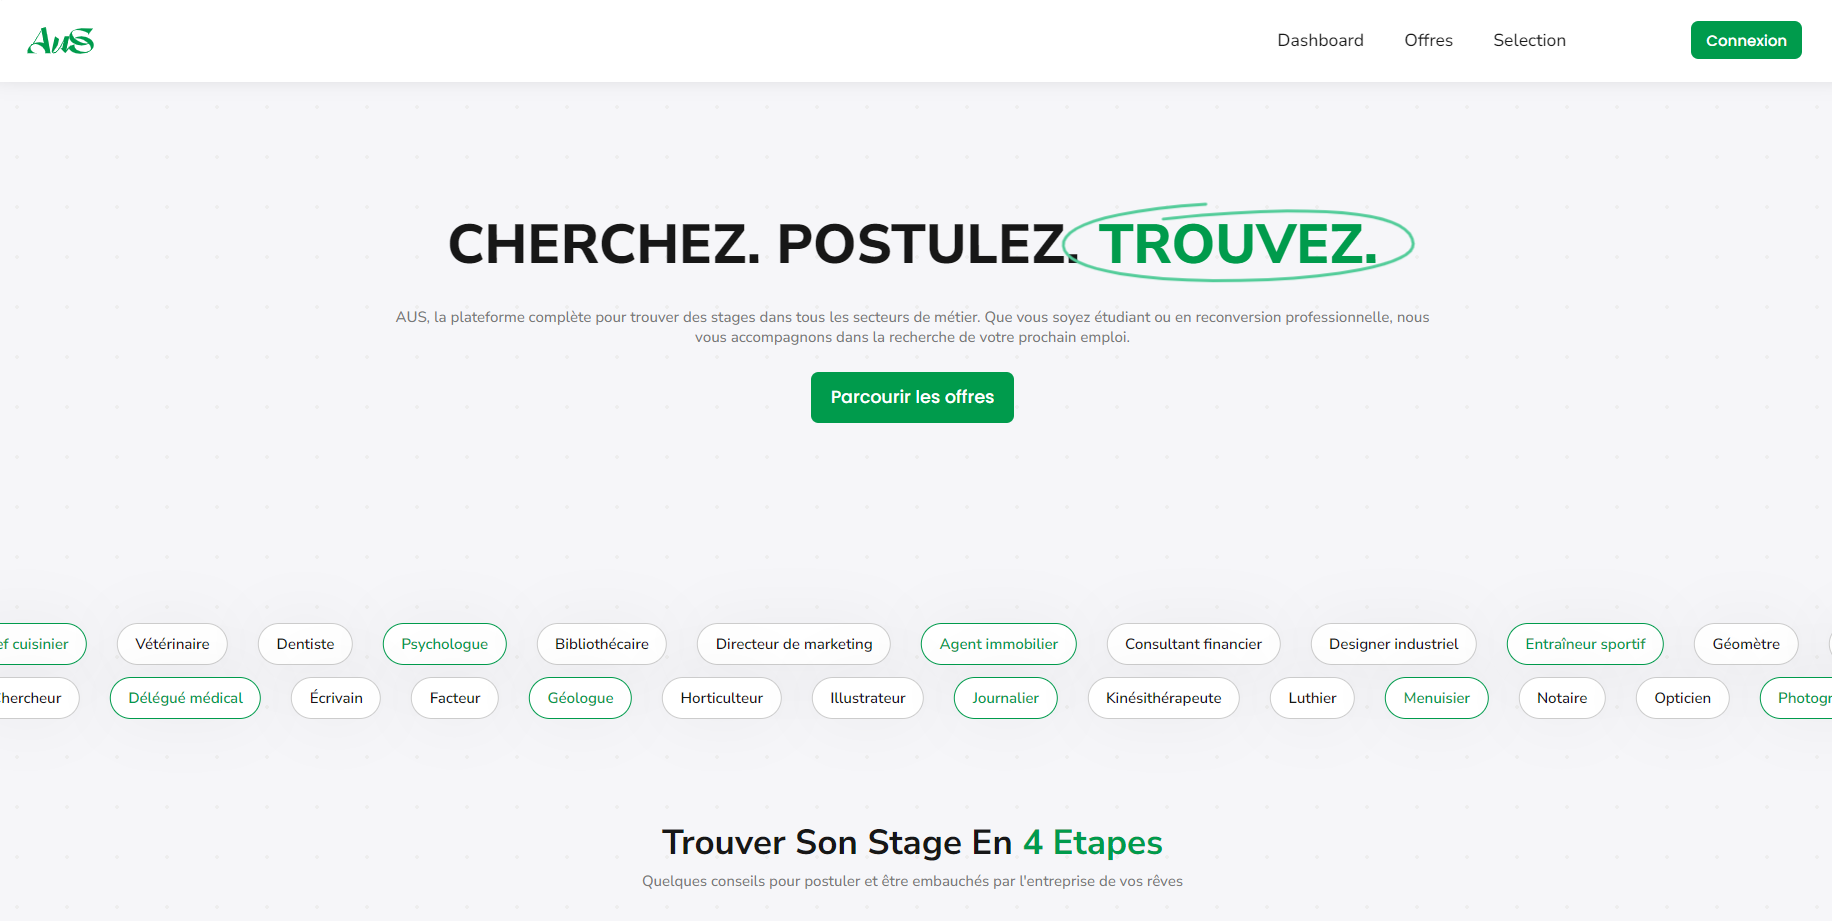 AuS
Dashboard Offres Selection Connexion
CHERCHEZ. POSTULEZ. TROUVEZ.
AUS, la plateforme complète pour trouver des stages dans tous les secteurs de métier. Que vous soyez étudiant ou en reconversion professionnelle, nous
vous accompagnons dans la recherche de votre prochain emploi.
Parcourir les offres
ef cuisinier Vétérinaire Dentiste Psychologue Bibliothécaire Directeur de marketing Agent immobilier Consultant financier Designer industriel Entraîneur sportif Géomètre
hercheur Délégué médical Écrivain Facteur Géologue Horticulteur Illustrateur Journalier Kinésithérapeute Luthier Menuisier Notaire Opticien Photogr
Trouver Son Stage En 4 Etapes
Quelques conseils pour postuler et être embauchés par l'entreprise de vos rêves